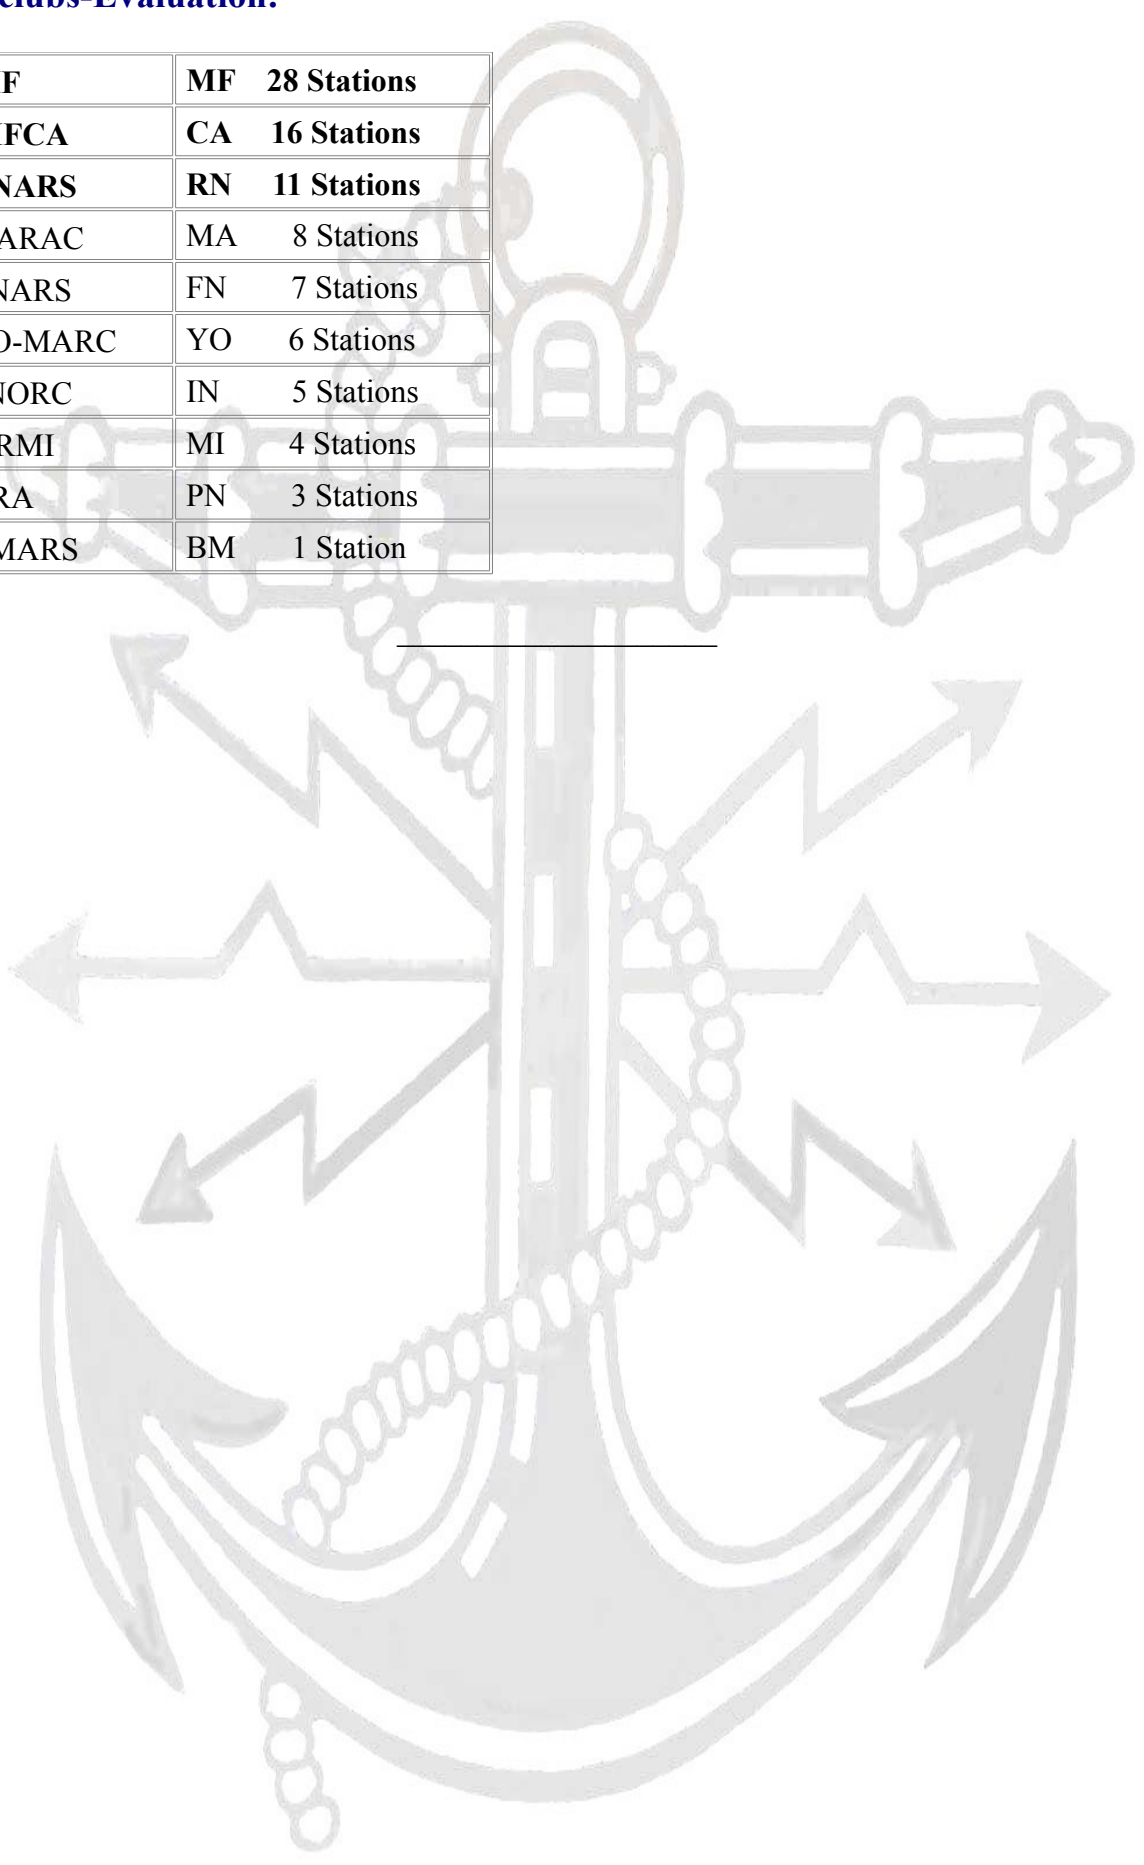 clubs-Evaluation:
F MF 28 Stations
FCA CA 16 Stations
NARS RN 11 Stations
ARAC MA 8 Stations
NARS FN 7 Stations
O-MARC YO 6 Stations
NORC IN 5 Stations
RMI MI 4 Stations
RA PN 3 Stations
MARS BM 1 Station